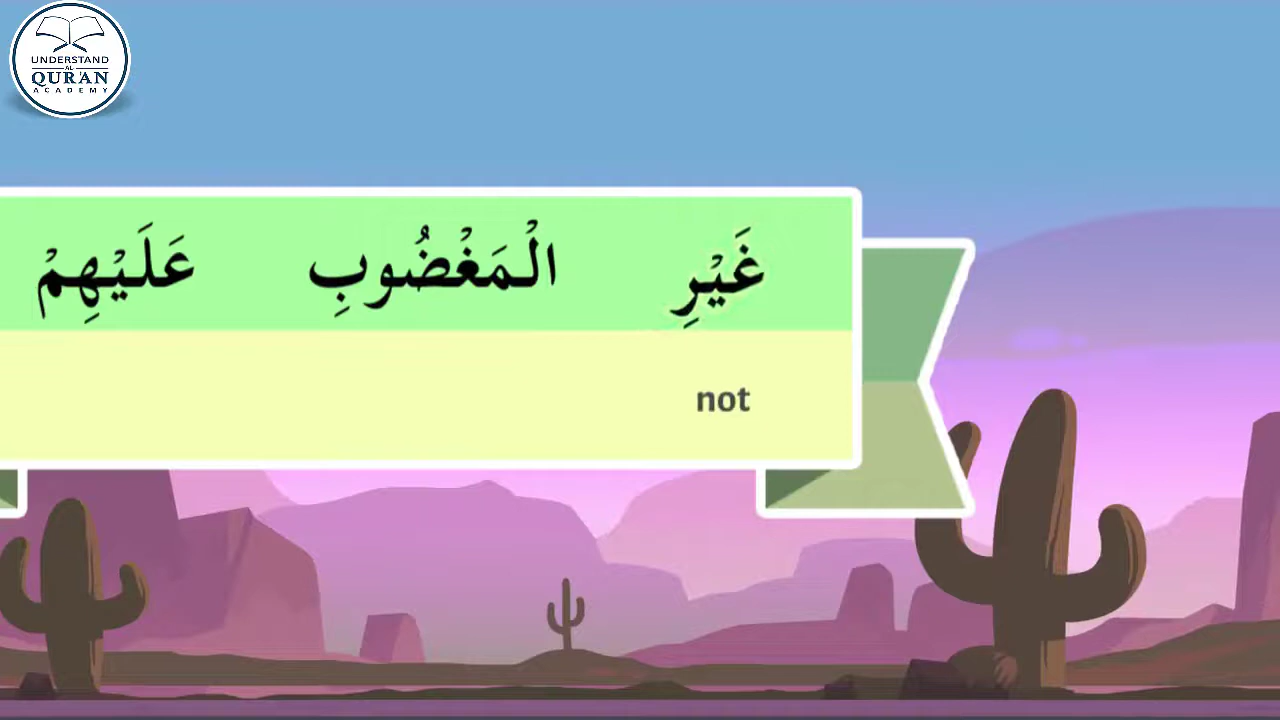 UNDERSTAND
AL
QUR'AN
ACADEMY
غَيْرِ الْمَغْضُوبِ عَلَيْهِمْ
not